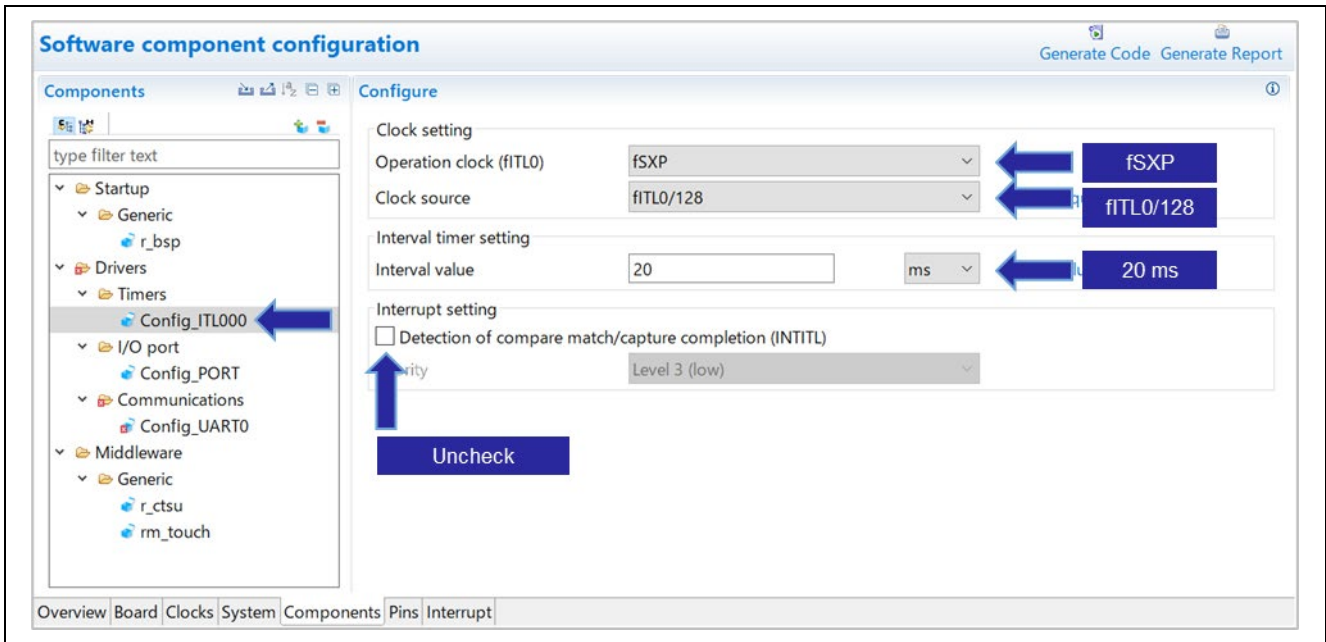 Software component configuration
Generate Code Generate Report
Components
Configure
type filter text
Startup
Generic
r_bsp
Drivers
Timers
Config_ITL000
I/O port
Config_PORT
Communications
Config_UART0
Middleware
Generic
r_ctsu
rm_touch
Clock setting
Operation clock (fITL0) fSXP
fSXP
Clock source fITL0/128
fITL0/128
Interval timer setting
Interval value 20 ms
20 ms
Interrupt setting
Detection of compare match/capture completion (INTITL)
Level 3 (low)
Uncheck
Overview Board Clocks System Components Pins Interrupt